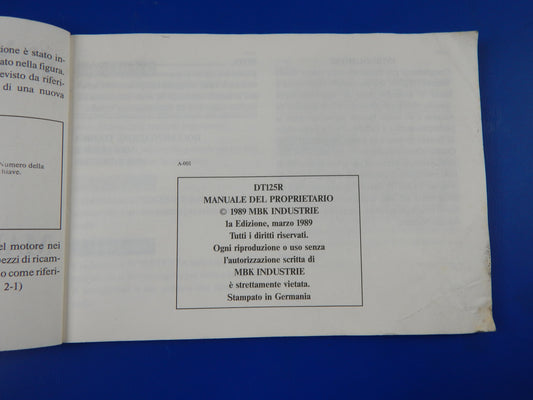 zione è stato in-
ato nella figura.
evisto da riferi-
di una nuova
Numero della
hiave.
el motore nei
ezzi di ricam-
o come riferi-
2-1)
A-001
DT125R
MANUALE DEL PROPRIETARIO
© 1989 MBK INDUSTRIE
1a Edizione, marzo 1989
Tutti i diritti riservati.
Ogni riproduzione o uso senza
l'autorizzazione scritta di
MBK INDUSTRIE
è strettamente vietata.
Stampato in Germania